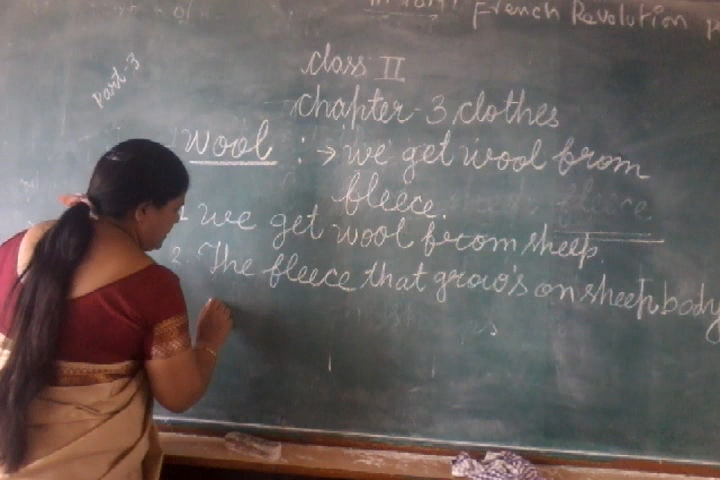 French Revolution
Part-3
class II
chapter-3 clothes
Wool :→ we get wool from
fleece. fleece
1 we get wool from sheep.
2. The fleece that grow's on sheep body